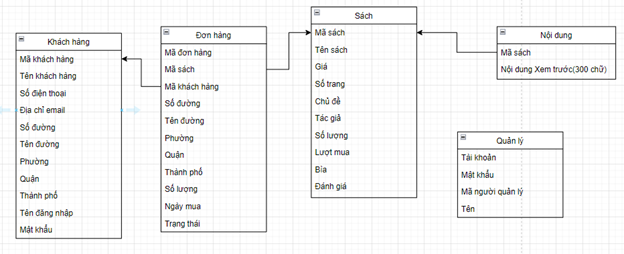 Khách hàng
Mã khách hàng
Tên khách hàng
Số điện thoại
Địa chỉ email
Số đường
Tên đường
Phường
Quận
Thành phố
Tên đăng nhập
Mật khẩu
Đơn hàng
Mã đơn hàng
Mã sách
Mã khách hàng
Số đường
Tên đường
Phường
Quận
Thành phố
Số lượng
Ngày mua
Trạng thái
Sách
Mã sách
Tên sách
Giá
Số trang
Chủ đề
Tác giả
Số lượng
Lượt mua
Bìa
Đánh giá
Nội dung
Mã sách
Nội dung Xem trước(300 chữ)
Quản lý
Tài khoản
Mật khẩu
Mã người quản lý
Tên